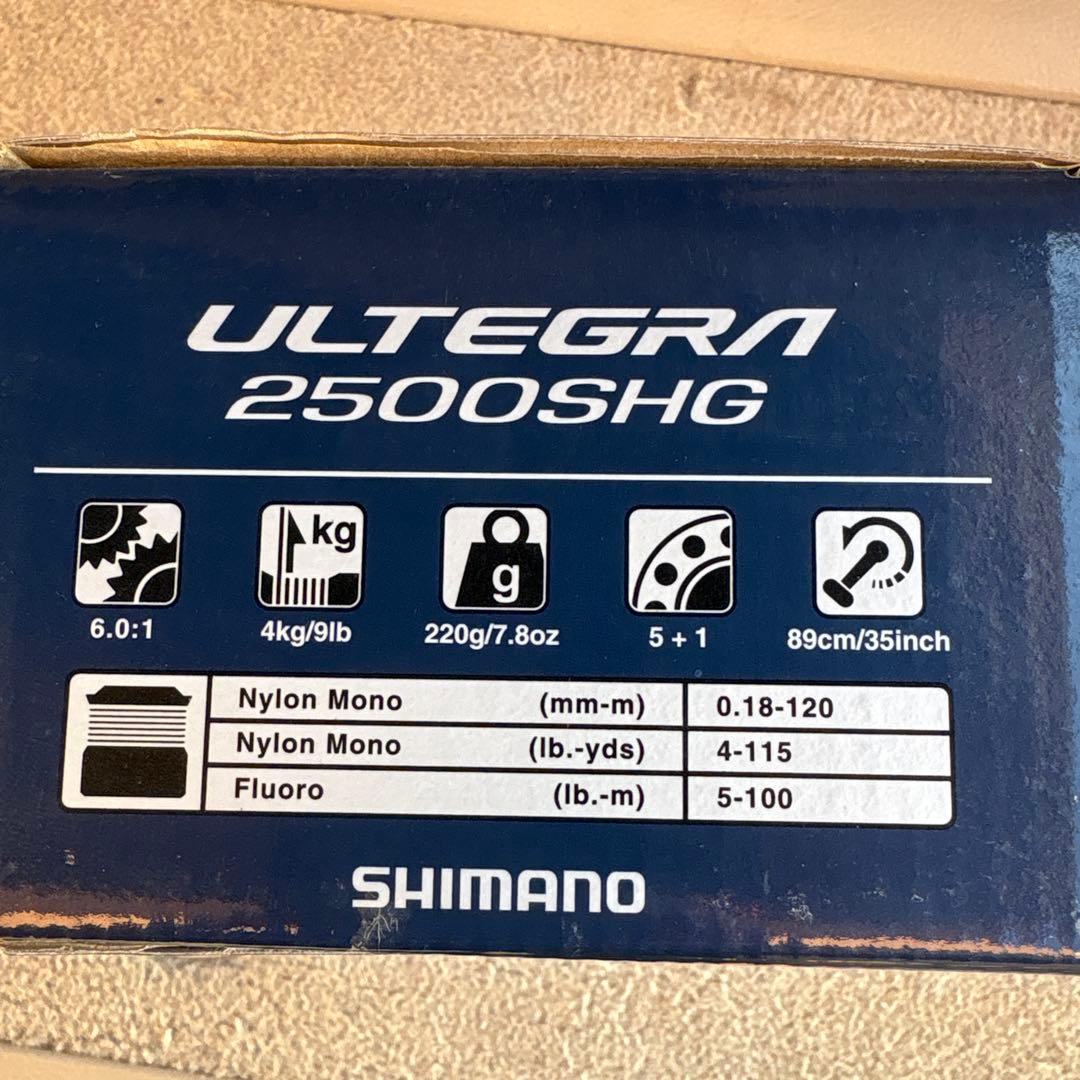 ULTEGRA
2500SHG
kg
g
6.0:1 4kg/9lb 220g/7.8oz 5 + 1 89cm/35inch
Nylon Mono (mm-m) 0.18-120
Nylon Mono (lb.-yds) 4-115
Fluoro (lb.-m) 5-100
SHIMANO